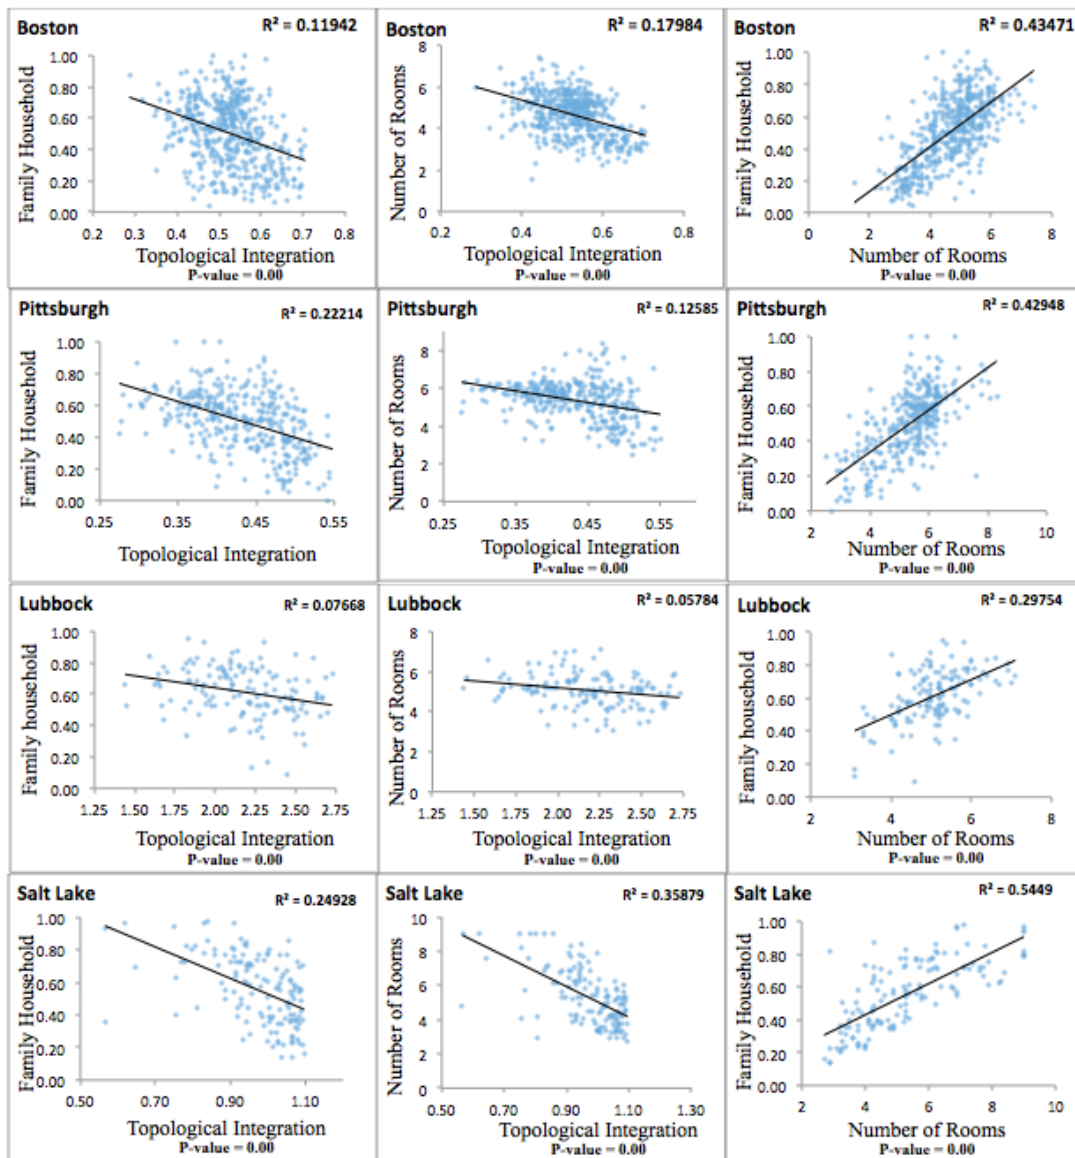 Boston R² = 0.11942
Family Household
1.00
0.80
0.60
0.40
0.20
0.00
0.2 0.3 0.4 0.5 0.6 0.7 0.8
Topological Integration
P-value = 0.00
Boston R² = 0.17984
Number of Rooms
8
6
4
2
0
0.2 0.4 0.6 0.8
Topological Integration
P-value = 0.00
Boston R² = 0.43471
Family Household
1.00
0.80
0.60
0.40
0.20
0.00
0 2 4 6 8
Number of Rooms
P-value = 0.00
Pittsburgh R² = 0.22214
Family Household
1.00
0.80
0.60
0.40
0.20
0.00
0.25 0.35 0.45 0.55
Topological Integration
Pittsburgh R² = 0.12585
Number of Rooms
8
6
4
2
0
0.25 0.35 0.45 0.55
Topological Integration
P-value = 0.00
Pittsburgh R² = 0.42948
Family Household
1.00
0.80
0.60
0.40
0.20
0.00
2 4 6 8 10
Number of Rooms
P-value = 0.00
Lubbock R² = 0.07668
Family household
1.00
0.80
0.60
0.40
0.20
0.00
1.25 1.50 2.00 2.25 2.50 2.75
Topological Integration
P-value = 0.00
Lubbock R² = 0.05784
Number of Rooms
8
6
4
2
0
1.25 1.50 2.00 2.25 2.50 2.75
Topological Integration
P-value = 0.00
Lubbock R² = 0.29754
Family household
1.00
0.80
0.60
0.40
0.20
0.00
2 4 6 8
Number of Rooms
P-value = 0.00
Salt Lake R² = 0.24928
Family Household
1.00
0.80
0.60
0.40
0.20
0.00
0.50 0.70 0.90 1.10
Topological Integration
P-value = 0.00
Salt Lake R² = 0.35879
Number of Rooms
10
8
6
4
2
0
0.50 0.70 0.90 1.10 1.30
Topological Integration
P-value = 0.00
Salt Lake R² = 0.5449
Family Household
1.00
0.80
0.60
0.40
0.20
0.00
2 4 6 8 10
Number of Rooms
P-value = 0.00